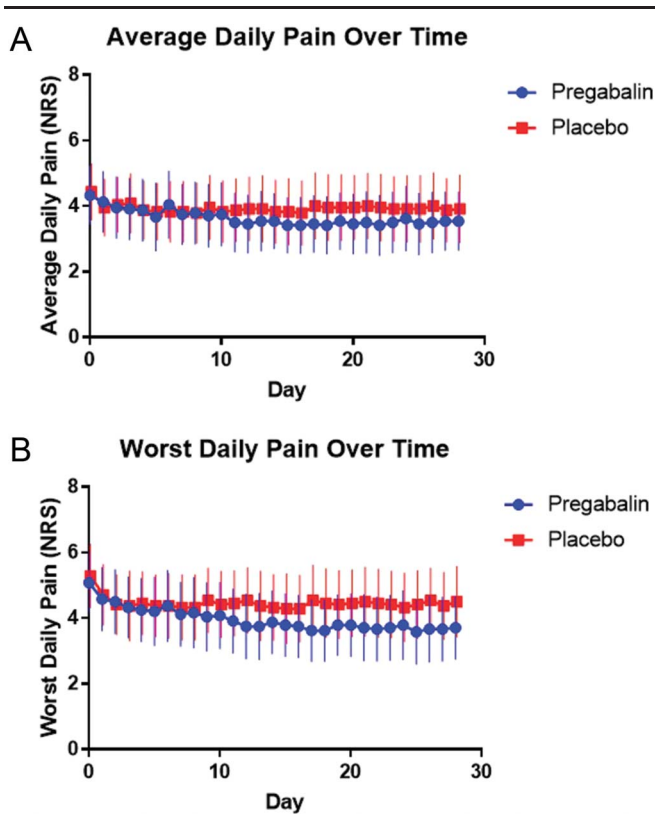 A
Average Daily Pain Over Time
Average Daily Pain (NRS)
8
6
4
2
0
0 10 20 30
Day
Pregabalin
Placebo
B
Worst Daily Pain Over Time
Worst Daily Pain (NRS)
8
6
4
2
0
0 10 20 30
Day
Pregabalin
Placebo